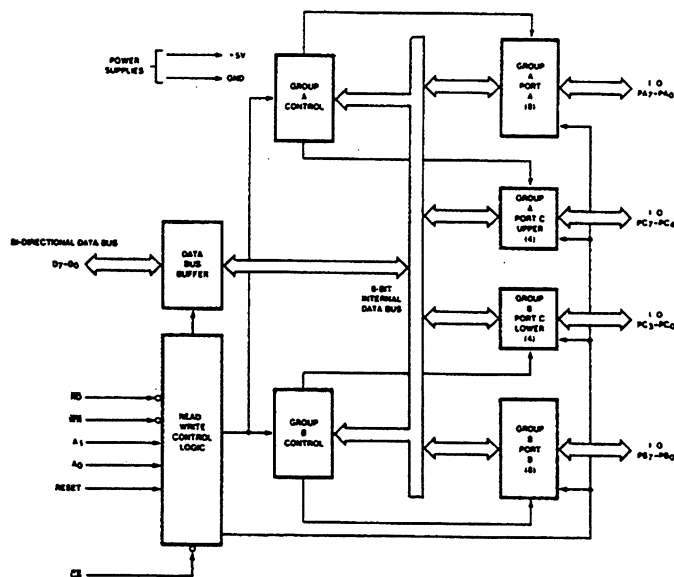 POWER
SUPPLIES
+5V
GND
GROUP
A
CONTROL
GROUP
A
PORT
A
(8)
I O
PA7-PA0
GROUP
A
PORT C
UPPER
(4)
I O
PC7-PC4
BI-DIRECTIONAL DATA BUS
D7-D0
DATA
BUS
BUFFER
8-BIT
INTERNAL
DATA BUS
GROUP
B
PORT C
LOWER
(4)
I O
PC3-PC0
RD
WR
A1
A0
RESET
CS
READ
WRITE
CONTROL
LOGIC
GROUP
B
CONTROL
GROUP
B
PORT
B
(8)
I O
PB7-PB0